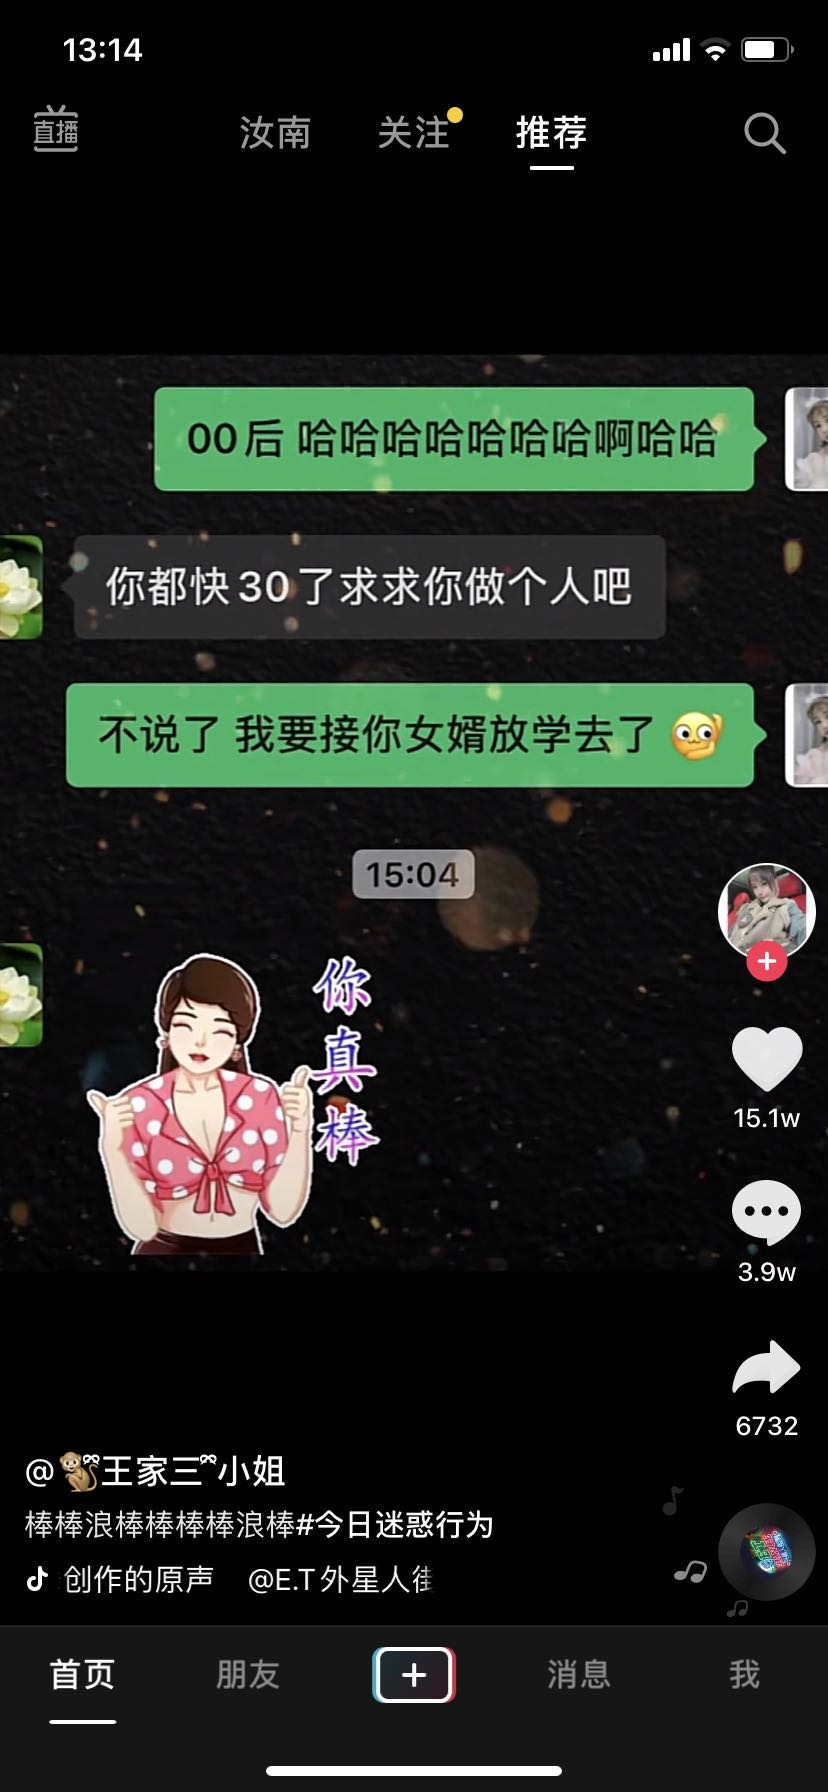 13:14
直播
汝南
关注
推荐
00后 哈哈哈哈哈哈哈啊哈哈
你都快30了求求你做个人吧
不说了 我要接你女婿放学去了
15:04
你真棒
15.1w
3.9w
6732
@🐒王家三ෆ小姐
棒棒浪棒棒棒棒浪棒#今日迷惑行为
创作的原声 @E.T外星人街
首页
朋友
消息
我